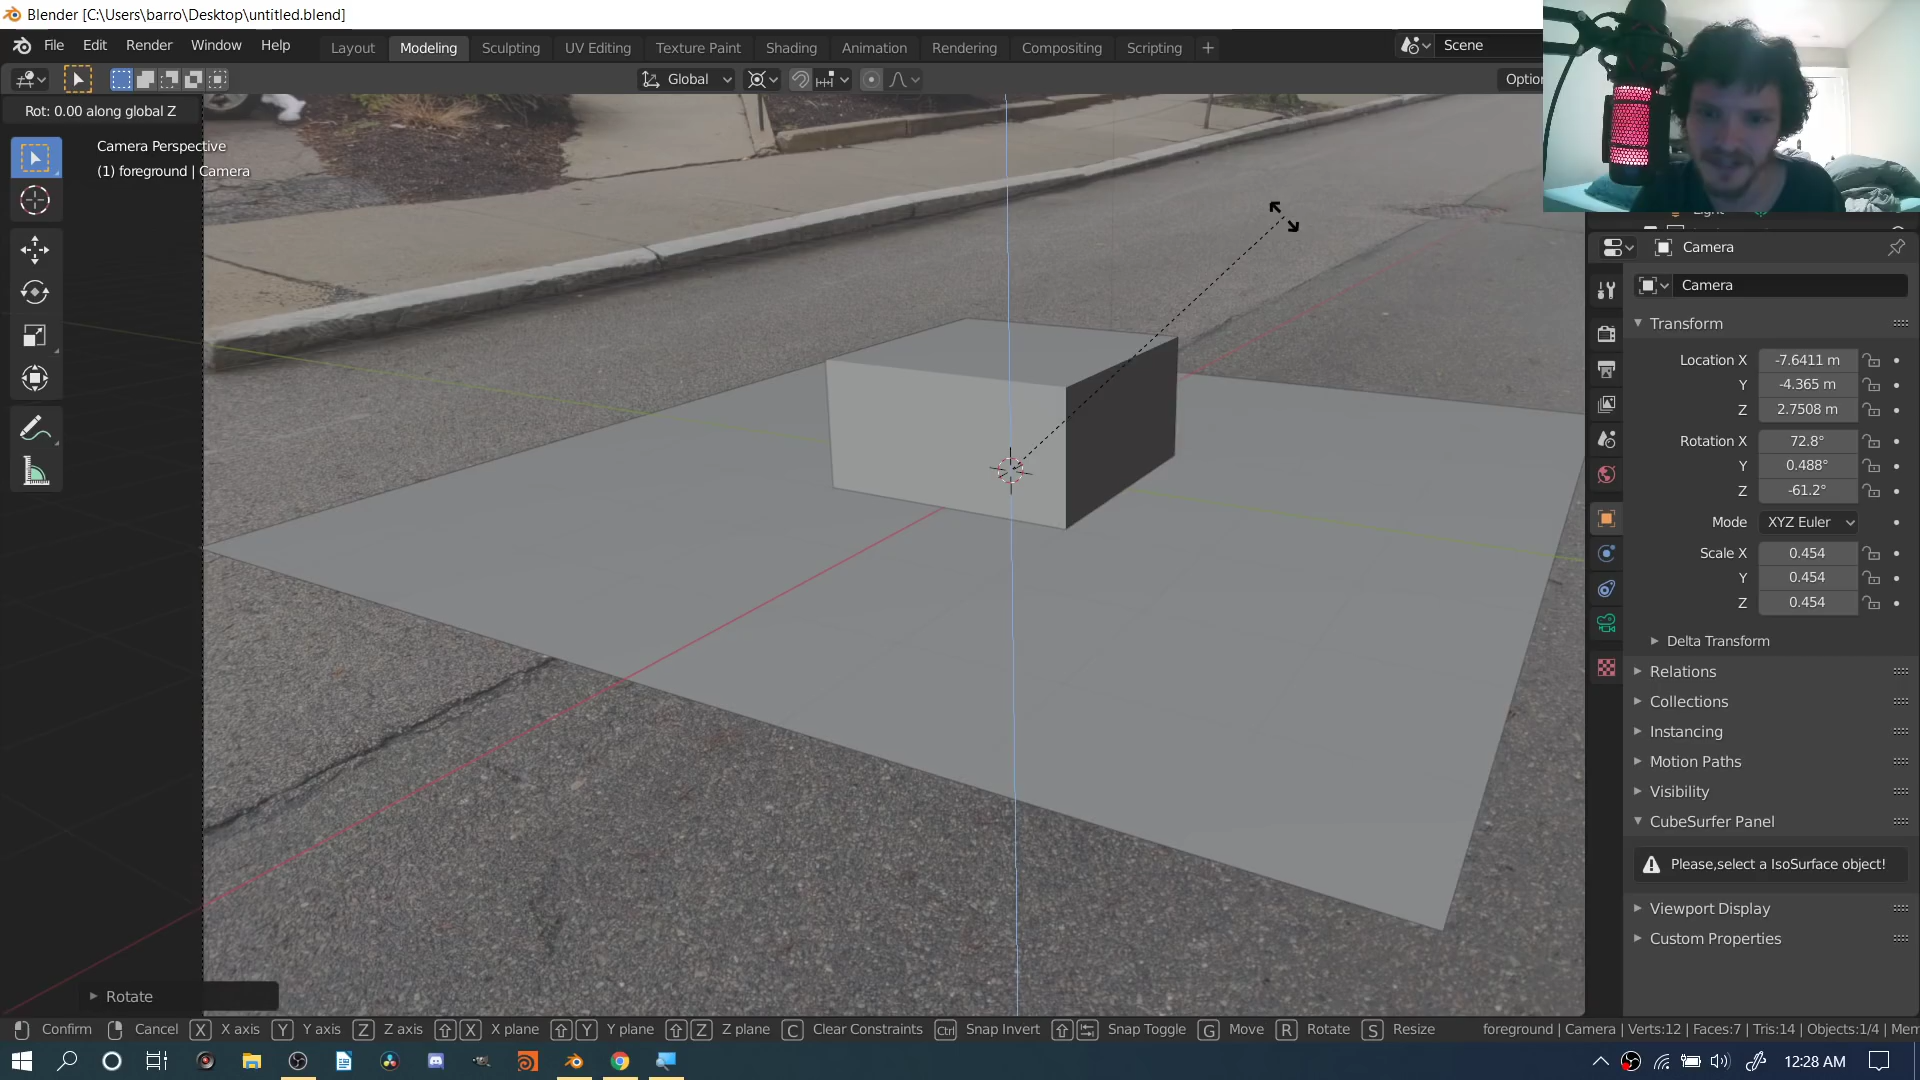 Blender [C:\Users\barro\Desktop\untitled.blend]
File Edit Render Window Help
Layout Modeling Sculpting UV Editing Texture Paint Shading Animation Rendering Compositing Scripting +
Scene
Global
Rot: 0.00 along global Z
Camera Perspective
(1) foreground | Camera
Camera
Camera
Transform
Location X -7.6411 m
Y -4.365 m
Z 2.7508 m
Rotation X 72.8°
Y 0.488°
Z -61.2°
Mode XYZ Euler
Scale X 0.454
Y 0.454
Z 0.454
Delta Transform
Relations
Collections
Instancing
Motion Paths
Visibility
CubeSurfer Panel
Please,select a IsoSurface object!
Viewport Display
Custom Properties
Rotate
Confirm Cancel X X axis Y Y axis Z Z axis X X plane Y Y plane Z Z plane C Clear Constraints Ctrl Snap Invert Snap Toggle G Move R Rotate S Resize
foreground | Camera | Verts:12 | Faces:7 | Tris:14 | Objects:1/4 | Mem
12:28 AM